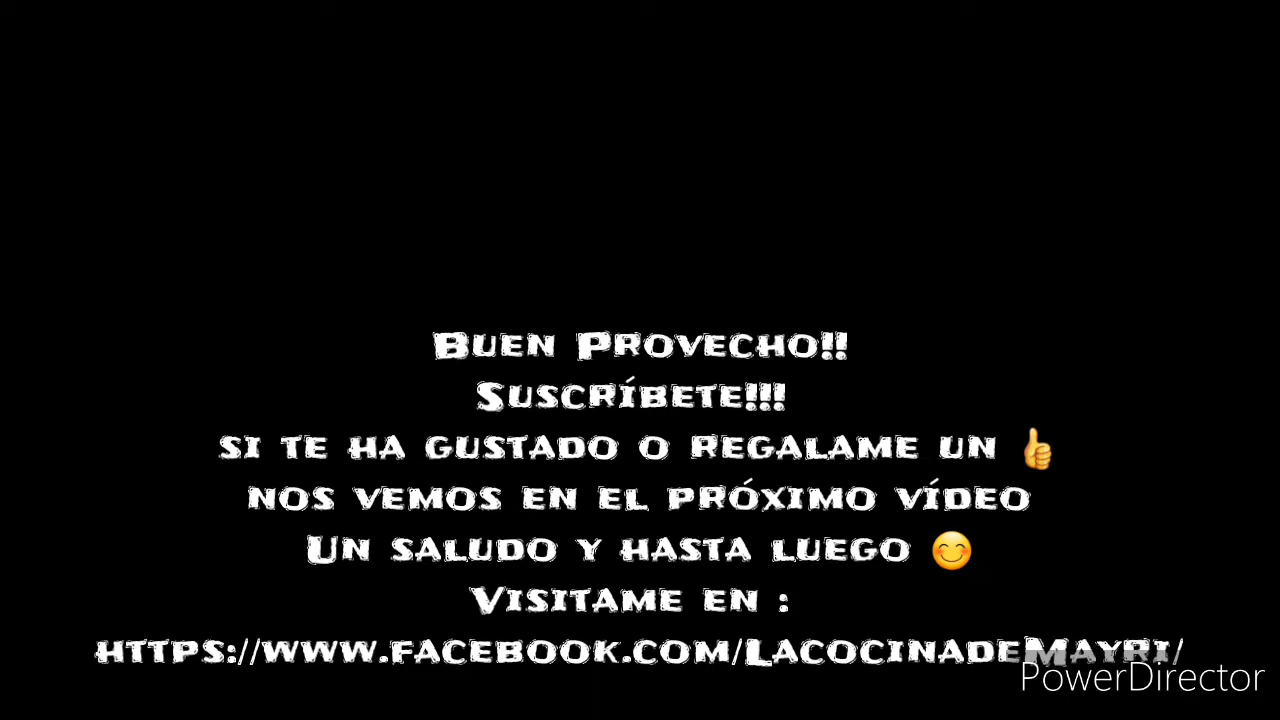 Buen Provecho!!
Suscríbete!!!
si te ha gustado o regalame un 👍
nos vemos en el próximo vídeo
Un saludo y hasta luego 😊
Visitame en :
https://www.facebook.com/LacocinadeMayri/
PowerDirector